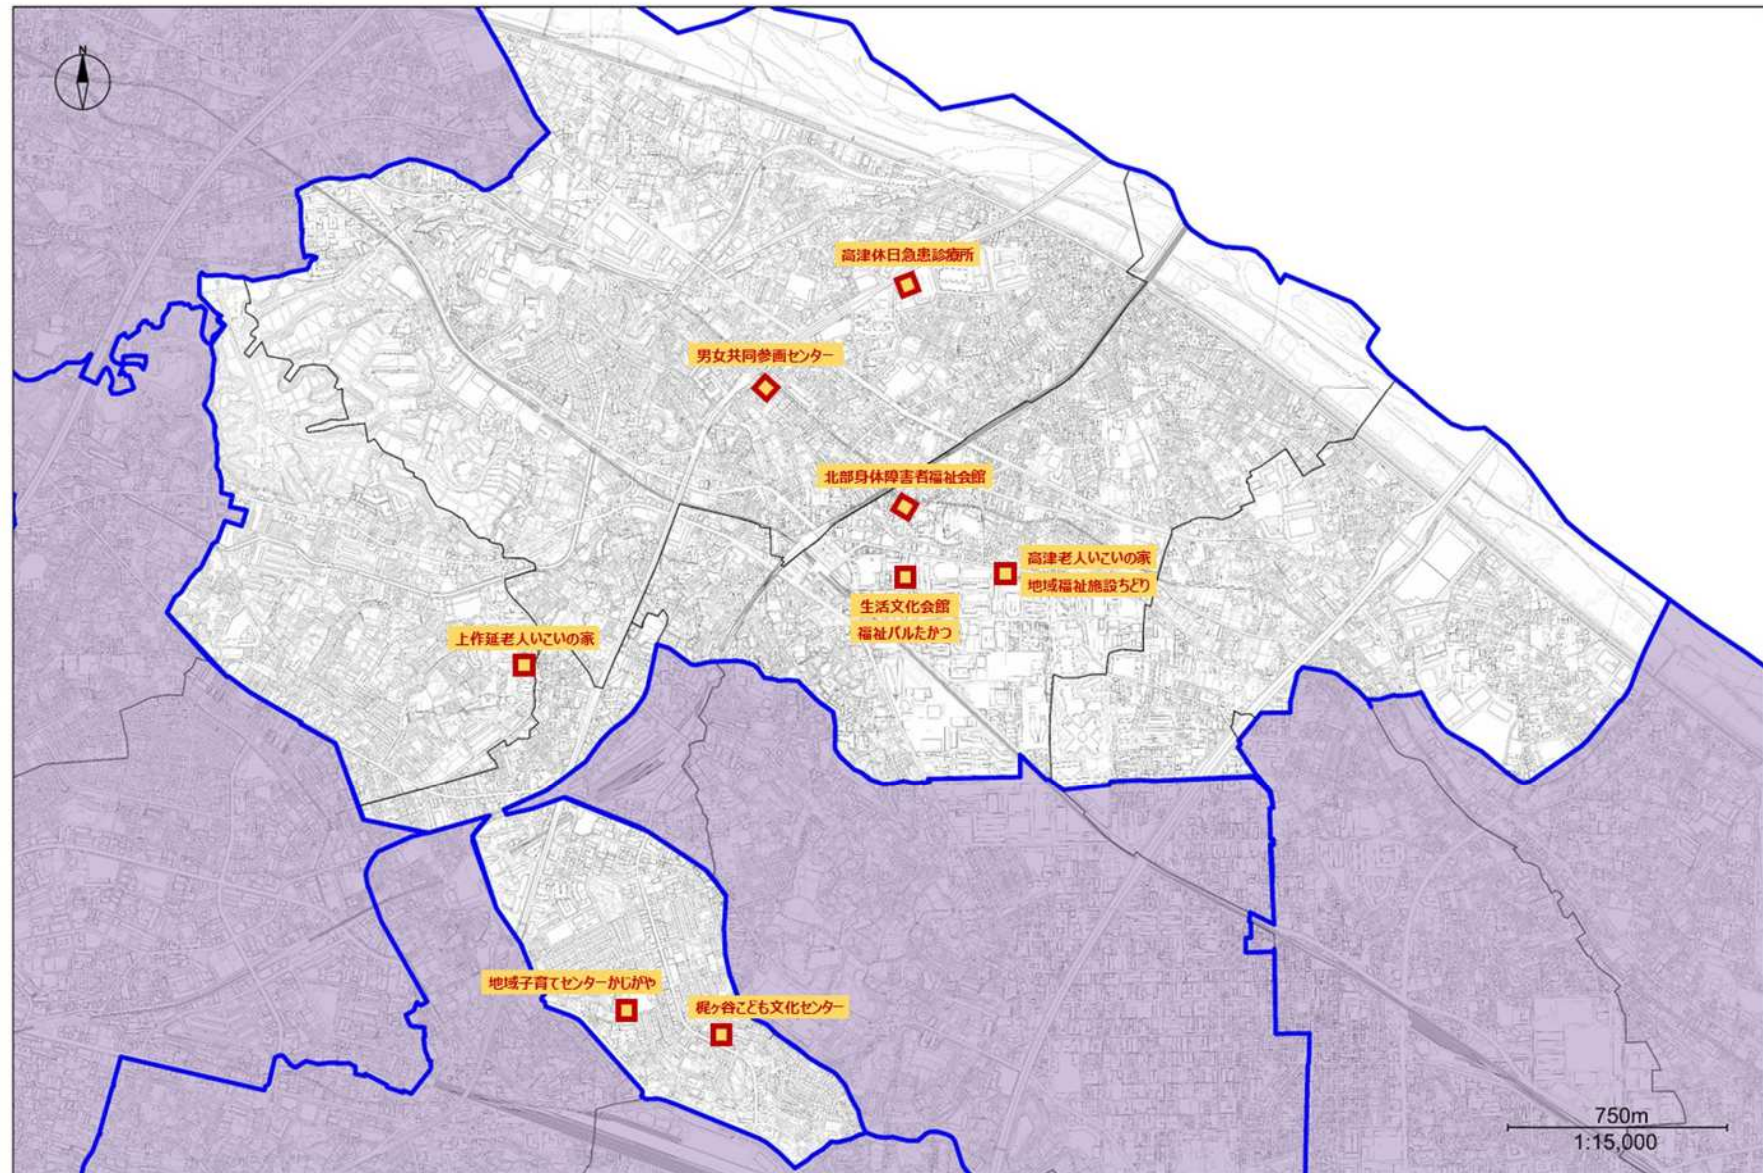 N
高津休日急患診療所
男女共同参画センター
北部身体障害者福祉会館
高津老人いこいの家
地域福祉施設ちどり
生活文化会館
福祉パルたかつ
上作延老人いこいの家
地域子育てセンターかじがや
梶ヶ谷こども文化センター
750m
1:15,000